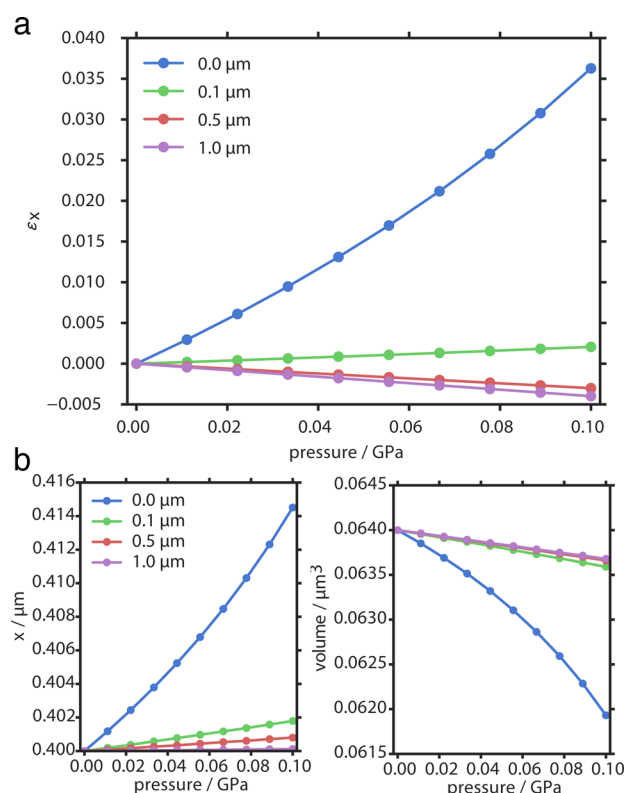 a
0.040
0.035
0.030
0.025
0.020
0.015
0.010
0.005
0.000
−0.005
εx
0.0 μm
0.1 μm
0.5 μm
1.0 μm
0.00 0.02 0.04 0.06 0.08 0.10
pressure / GPa
b
0.416
0.414
0.412
0.410
0.408
0.406
0.404
0.402
0.400
x / μm
0.0 μm
0.1 μm
0.5 μm
1.0 μm
0.00 0.02 0.04 0.06 0.08 0.10
pressure / GPa
0.0645
0.0640
0.0635
0.0630
0.0625
0.0620
0.0615
volume / μm³
0.00 0.02 0.04 0.06 0.08 0.10
pressure / GPa